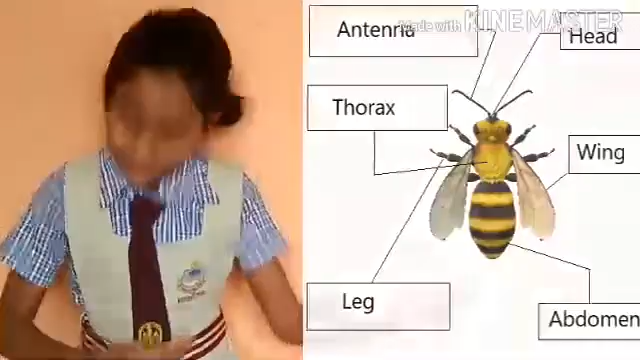 Antenna
Made with KINEMASTER
Head
Thorax
Wing
Leg
Abdomen